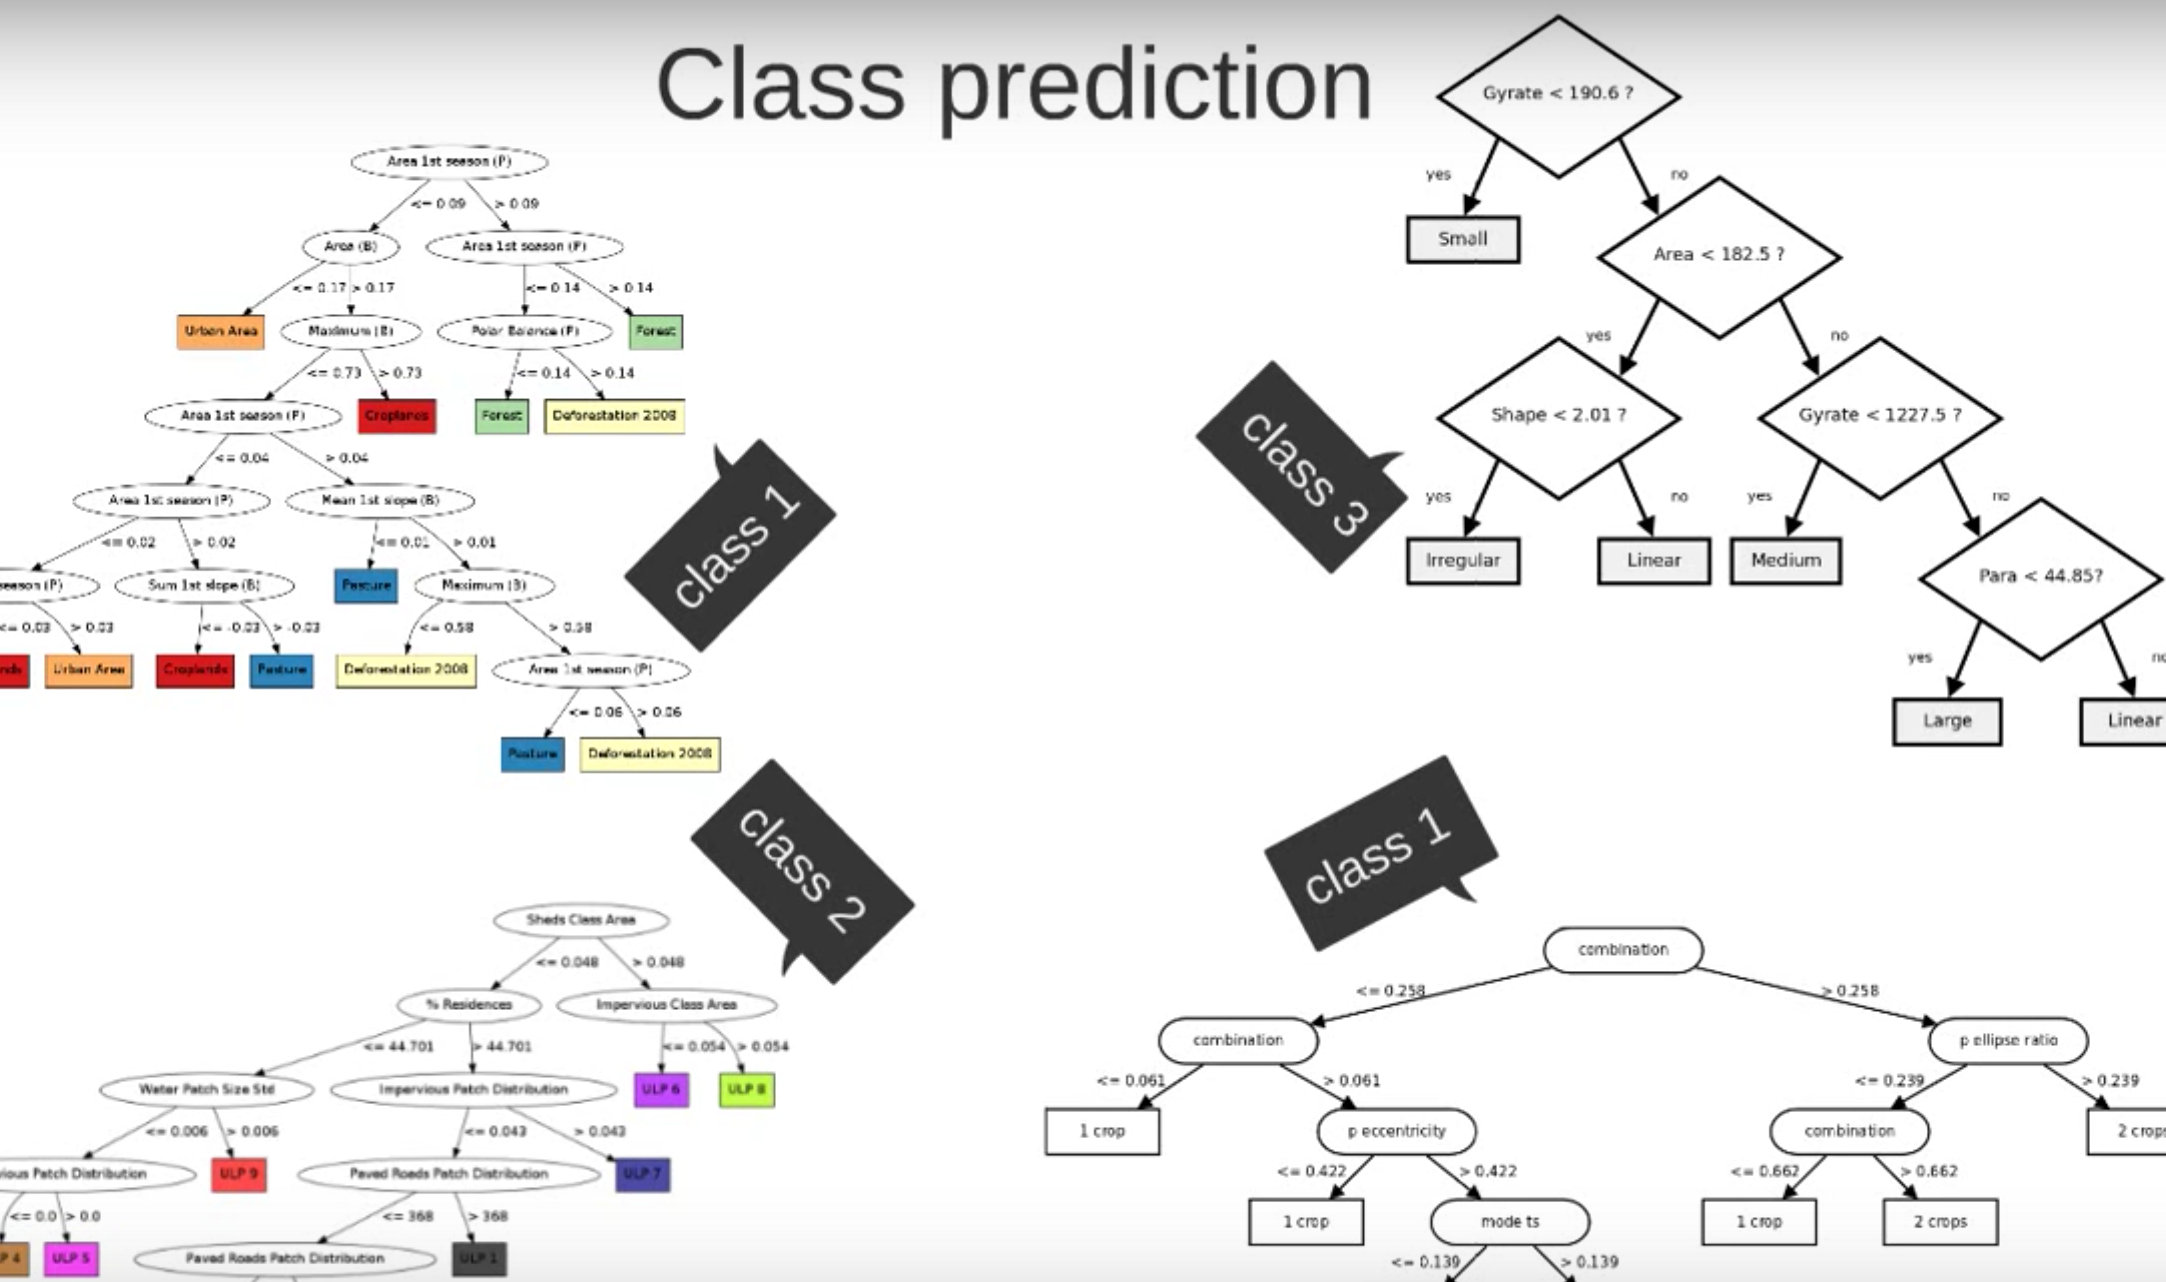 Class prediction
Area 1st season (P)
<= 0.09 > 0.09
Area (B) Area 1st season (P)
<= 0.17 > 0.17 <= 0.14 > 0.14
Urban Area Maximum (B) Polar Balance (P) Forest
<= 0.73 > 0.73 <= 0.14 > 0.14
Area 1st season (P) Croplands Forest Deforestation 2008
<= 0.04 > 0.04
Area 1st season (P) Mean 1st slope (B)
<= 0.02 > 0.02 <= 0.01 > 0.01
season (P) Sum 1st slope (B) Pasture Maximum (B)
<= 0.03 > 0.03 <= -0.03 > -0.03 <= 0.58 > 0.58
nds Urban Area Croplands Pasture Deforestation 2008 Area 1st season (P)
<= 0.06 > 0.06
Pasture Deforestation 2008
class 1
Gyrate < 190.6 ?
yes no
Small
Area < 182.5 ?
yes no
Shape < 2.01 ? Gyrate < 1227.5 ?
yes no yes no
Irregular Linear Medium
Para < 44.85?
yes no
Large Linear
class 3
class 2
Sheds Class Area
<= 0.048 > 0.048
% Residences Impervious Class Area
<= 44.701 > 44.701 <= 0.054 > 0.054
Water Patch Size Std Impervious Patch Distribution ULP 6 ULP 8
<= 0.006 > 0.006 <= 0.043 > 0.043
vious Patch Distribution ULP 9 Paved Roads Patch Distribution ULP 7
<= 0.0 > 0.0 <= 368 > 368
P 4 ULP 5 Paved Roads Patch Distribution ULP 1
class 1
combination
<= 0.258 > 0.258
combination p ellipse ratio
<= 0.061 > 0.061 <= 0.239 > 0.239
1 crop p eccentricity combination 2 crops
<= 0.422 > 0.422 <= 0.662 > 0.662
1 crop mode ts 1 crop 2 crops
<= 0.139 > 0.139